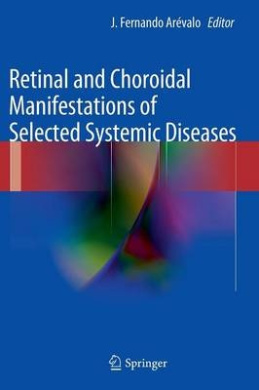 J. Fernando Arévalo Editor
Retinal and Choroidal
Manifestations of
Selected Systemic Diseases
Springer